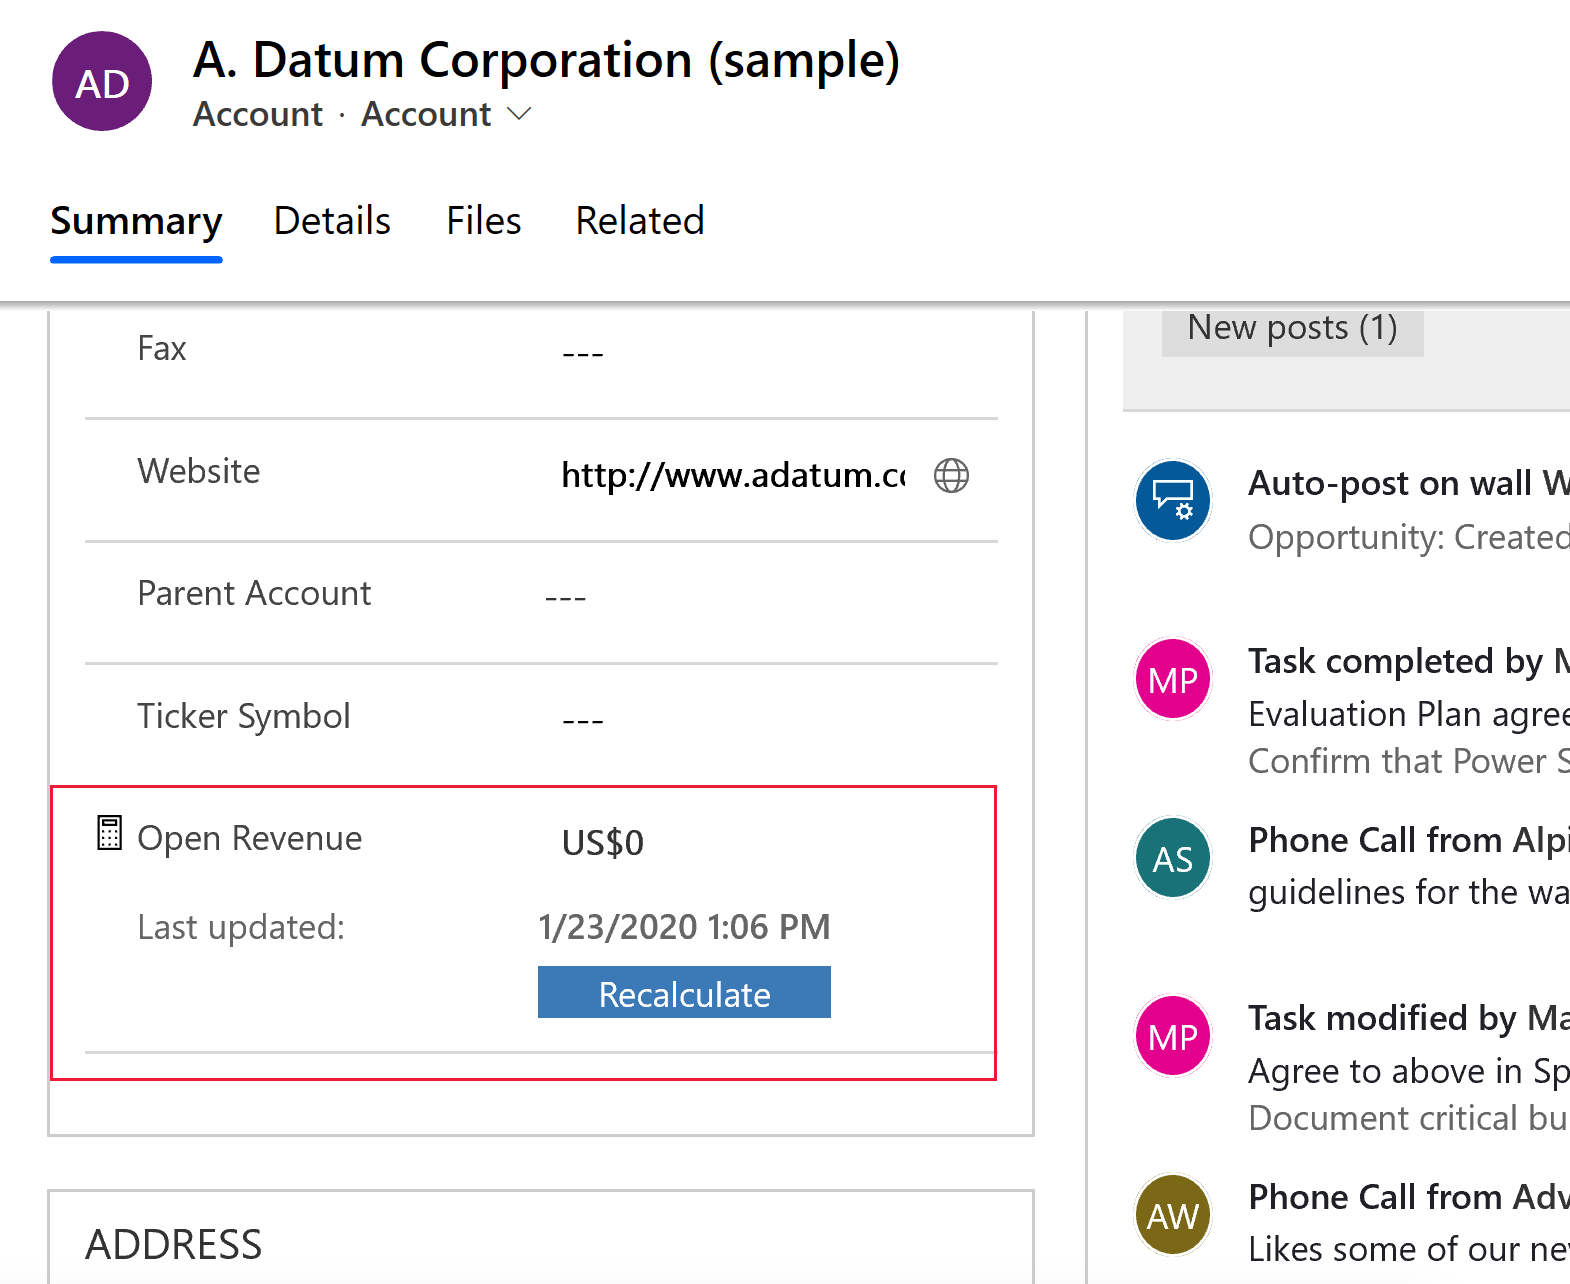 AD
A. Datum Corporation (sample)
Account · Account
Summary Details Files Related
Fax ---
Website http://www.adatum.c
Parent Account ---
Ticker Symbol ---
Open Revenue US$0
Last updated: 1/23/2020 1:06 PM
Recalculate
ADDRESS
New posts (1)
Auto-post on wall
Opportunity: Created
MP
Task completed by
Evaluation Plan agree
Confirm that Power
AS
Phone Call from Alpi
guidelines for the wa
MP
Task modified by Ma
Agree to above in Sp
Document critical bu
AW
Phone Call from Adv
Likes some of our ne